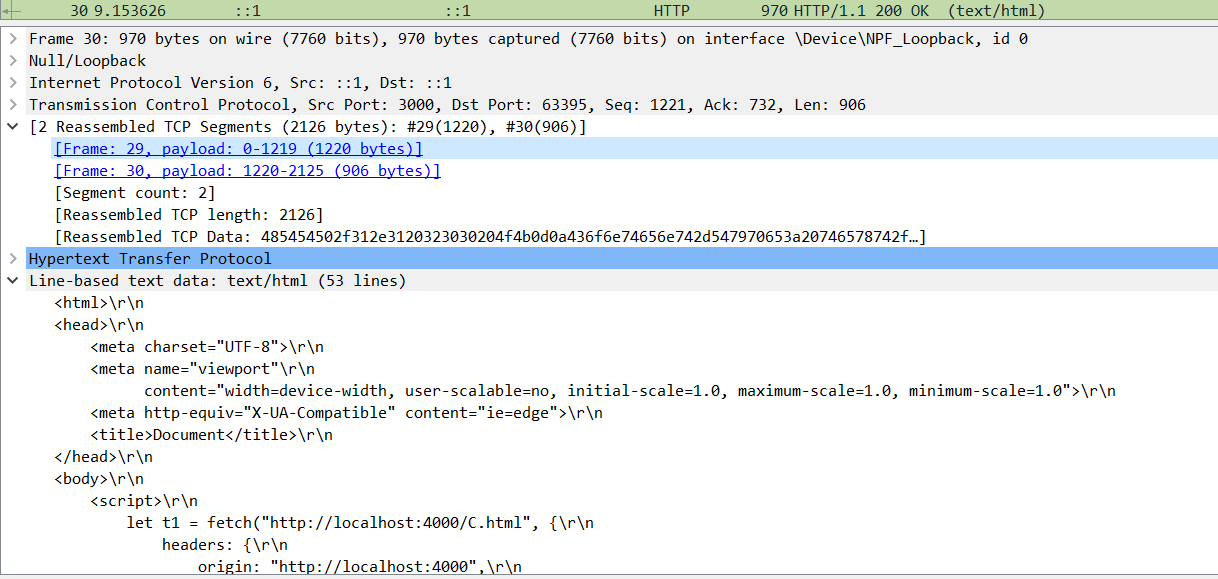 30 9.153626 ::1 ::1 HTTP 970 HTTP/1.1 200 OK (text/html)
Frame 30: 970 bytes on wire (7760 bits), 970 bytes captured (7760 bits) on interface \Device\NPF_Loopback, id 0
Null/Loopback
Internet Protocol Version 6, Src: ::1, Dst: ::1
Transmission Control Protocol, Src Port: 3000, Dst Port: 63395, Seq: 1221, Ack: 732, Len: 906
[2 Reassembled TCP Segments (2126 bytes): #29(1220), #30(906)]
[Frame: 29, payload: 0-1219 (1220 bytes)]
[Frame: 30, payload: 1220-2125 (906 bytes)]
[Segment count: 2]
[Reassembled TCP length: 2126]
[Reassembled TCP Data: 485454502f312e3120323030204f4b0d0a436f6e74656e742d547970653a20746578742f…]
Hypertext Transfer Protocol
Line-based text data: text/html (53 lines)
<html>\r\n
<head>\r\n
<meta charset="UTF-8">\r\n
<meta name="viewport"\r\n
content="width=device-width, user-scalable=no, initial-scale=1.0, maximum-scale=1.0, minimum-scale=1.0">\r\n
<meta http-equiv="X-UA-Compatible" content="ie=edge">\r\n
<title>Document</title>\r\n
</head>\r\n
<body>\r\n
<script>\r\n
let t1 = fetch("http://localhost:4000/C.html", {\r\n
headers: {\r\n
origin: "http://localhost:4000",\r\n